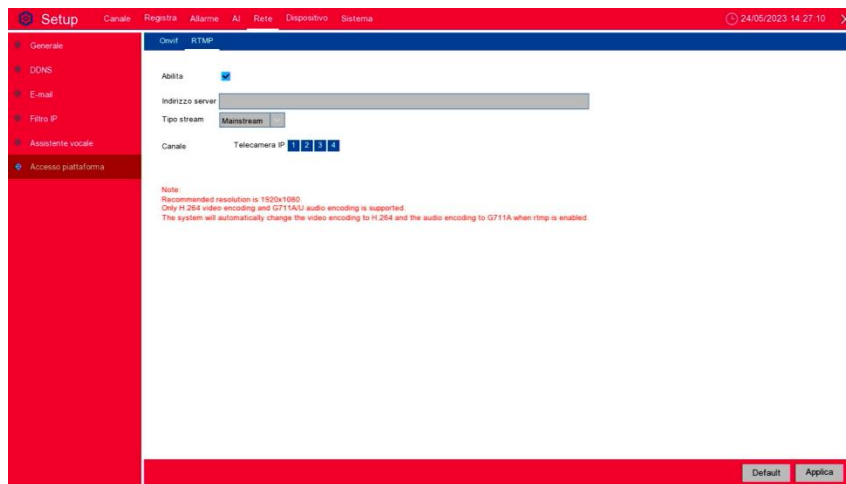 Setup Canale Registra Allarme AI Rete Dispositivo Sistema 24/05/2023 14:27:10 X
Generale
DDNS
E-mail
Filtro IP
Assistente vocale
Accesso piattaforma
Onvif RTMP
Abilita
Indirizzo server
Tipo stream Mainstream
Canale Telecamera IP 1 2 3 4
Note:
Recommended resolution is 1920x1080.
Only H.264 video encoding and G711A/U audio encoding is supported.
The system will automatically change the video encoding to H.264 and the audio encoding to G711A when rtmp is enabled.
Default Applica